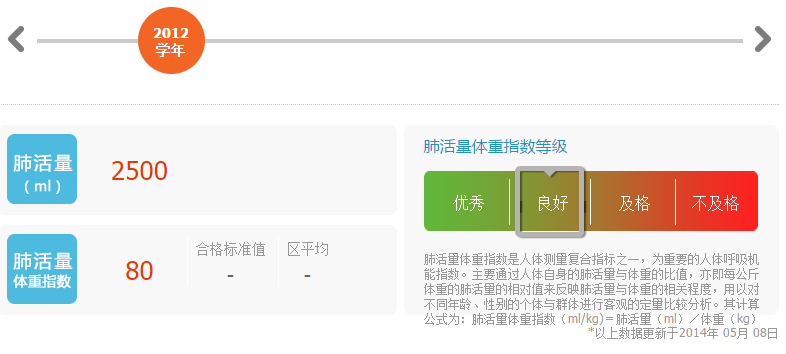 2012
学年
肺活量
（ml）
2500
肺活量
体重指数
80
合格标准值
-
区平均
-
肺活量体重指数等级
优秀
良好
及格
不及格
肺活量体重指数是人体测量复合指标之一，为重要的人体呼吸机
能指数。主要通过人体自身的肺活量与体重的比值，亦即每公斤
体重的肺活量的相对值来反映肺活量与体重的相关程度，用以对
不同年龄、性别的个体与群体进行客观的定量比较分析。其计算
公式为：肺活量体重指数（ml/kg)＝肺活量（ml）／体重（kg）
*以上数据更新于2014年 05月 08日